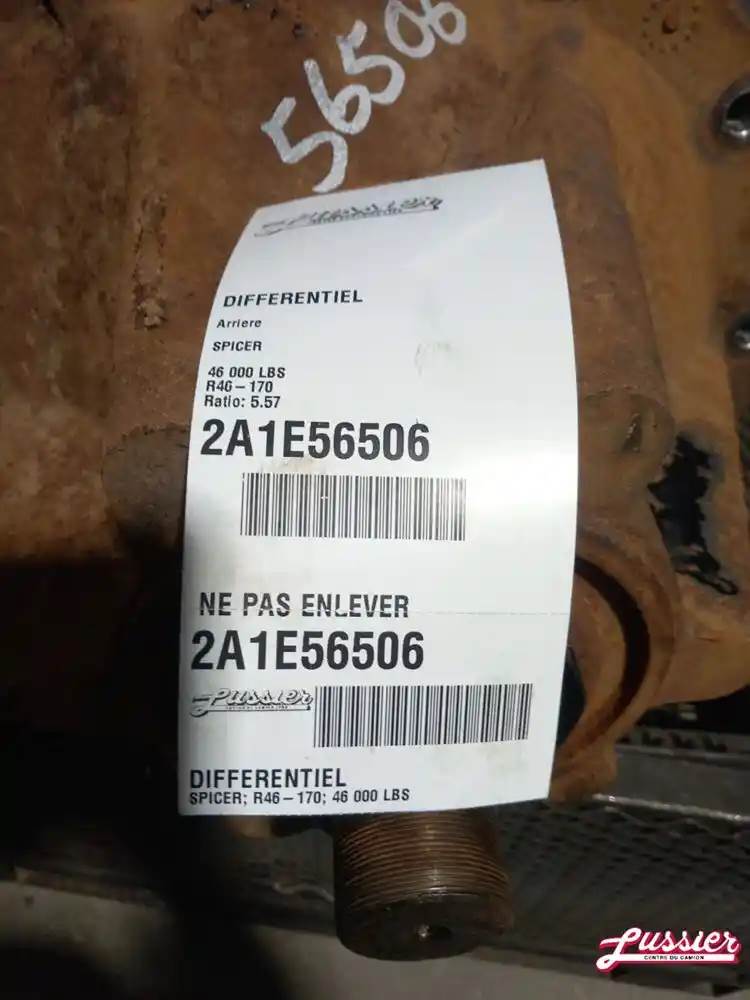 56506
Lussier
DIFFERENTIEL
Arriere
SPICER
46 000 LBS
R46-170
Ratio: 5.57
2A1E56506
NE PAS ENLEVER
2A1E56506
Lussier
DIFFERENTIEL
SPICER; R46-170; 46 000 LBS
Lussier
CENTRE DU CAMION